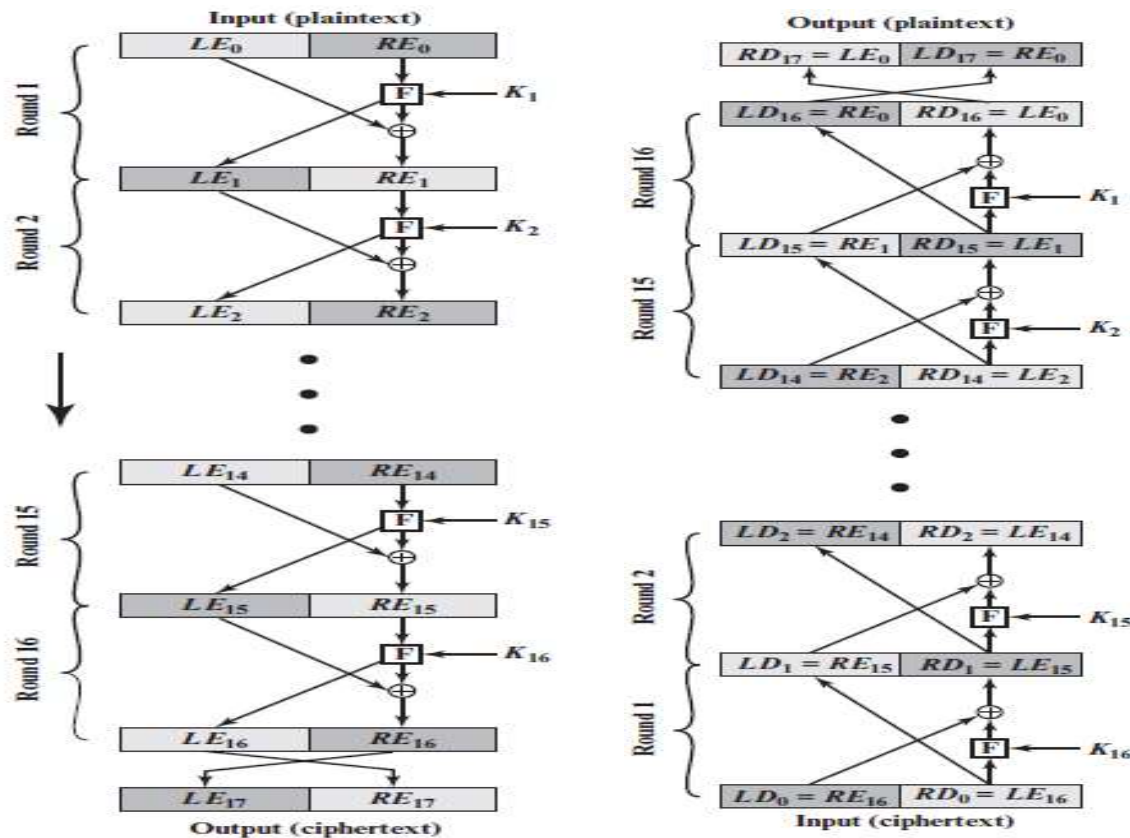 Input (plaintext)
LE₀ RE₀
Round 1
F K₁
LE₁ RE₁
Round 2
F K₂
LE₂ RE₂
LE₁₄ RE₁₄
Round 15
F K₁₅
LE₁₅ RE₁₅
Round 16
F K₁₆
LE₁₆ RE₁₆
LE₁₇ RE₁₇
Output (ciphertext)
Output (plaintext)
RD₁₇ = LE₀ LD₁₇ = RE₀
LD₁₆ = RE₀ RD₁₆ = LE₀
Round 16
F K₁
LD₁₅ = RE₁ RD₁₅ = LE₁
Round 15
F K₂
LD₁₄ = RE₂ RD₁₄ = LE₂
LD₂ = RE₁₄ RD₂ = LE₁₄
Round 2
F K₁₅
LD₁ = RE₁₅ RD₁ = LE₁₅
Round 1
F K₁₆
LD₀ = RE₁₆ RD₀ = LE₁₆
Input (ciphertext)